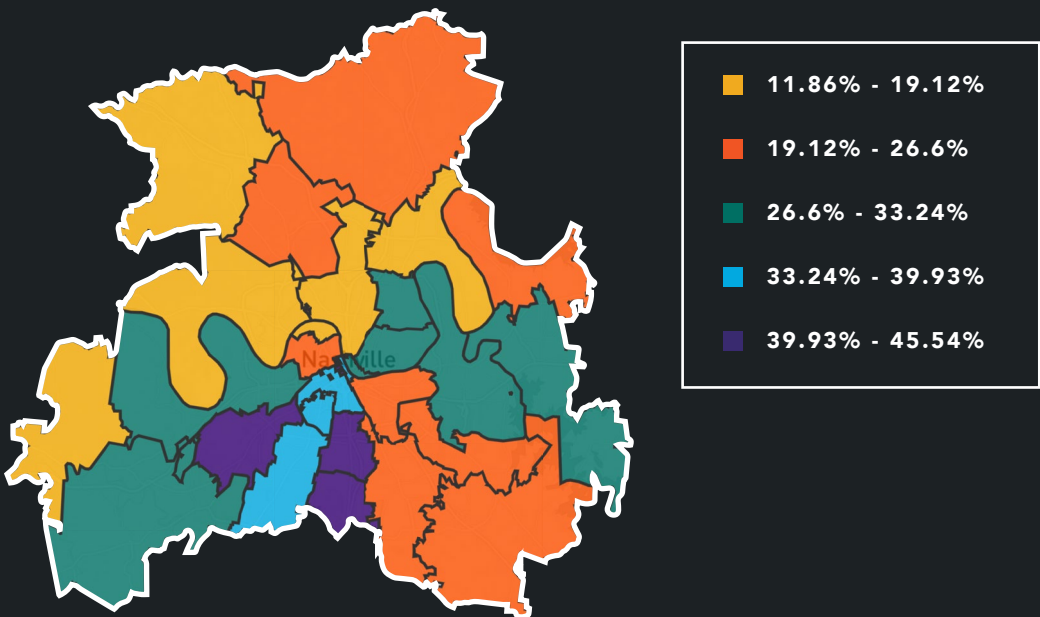 11.86% - 19.12%
19.12% - 26.6%
26.6% - 33.24%
33.24% - 39.93%
39.93% - 45.54%
Nashville